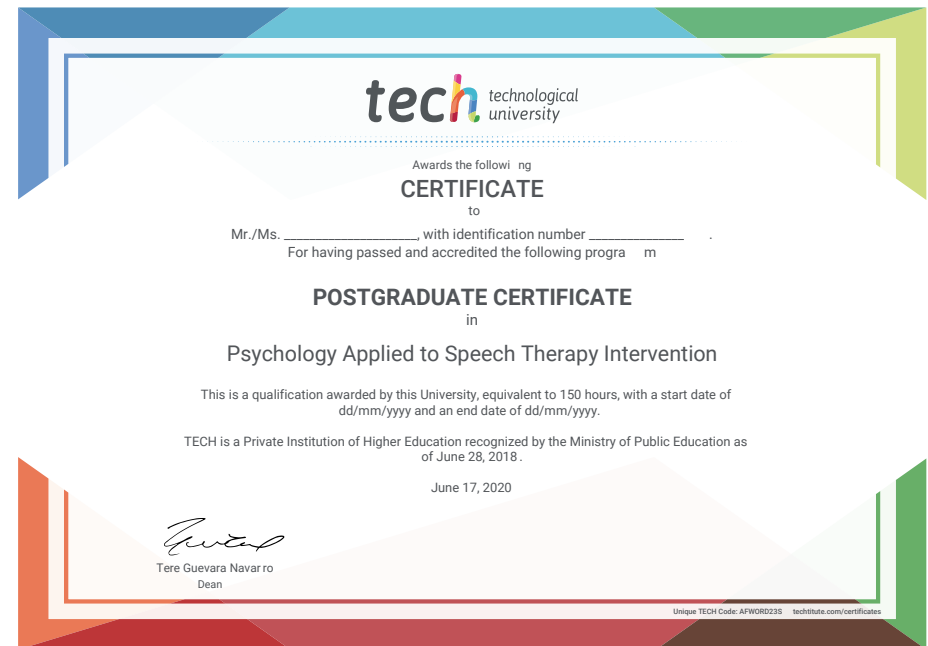 tech technological
university
Awards the followi ng
CERTIFICATE
to
Mr./Ms. _____________________, with identification number _______________ .
For having passed and accredited the following progra m
POSTGRADUATE CERTIFICATE
in
Psychology Applied to Speech Therapy Intervention
This is a qualification awarded by this University, equivalent to 150 hours, with a start date of
dd/mm/yyyy and an end date of dd/mm/yyyy.
TECH is a Private Institution of Higher Education recognized by the Ministry of Public Education as
of June 28, 2018 .
June 17, 2020
Tere Guevara Navar ro
Dean
Unique TECH Code: AFWORD23S techtitute.com/certificates